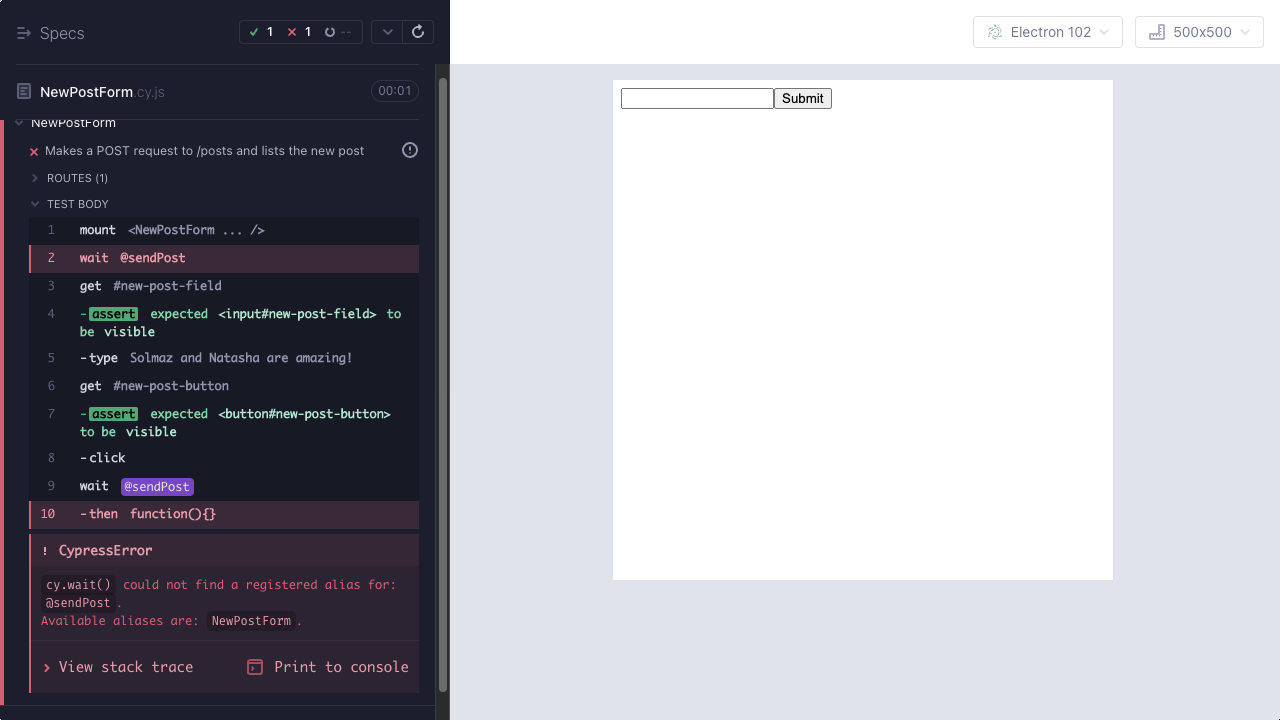 Specs
1 1 --
NewPostForm.cy.js 00:01
NewPostForm
Makes a POST request to /posts and lists the new post
ROUTES (1)
TEST BODY
1 mount <NewPostForm ... />
2 wait @sendPost
3 get #new-post-field
4 -assert expected <input#new-post-field> to
be visible
5 -type Solmaz and Natasha are amazing!
6 get #new-post-button
7 -assert expected <button#new-post-button>
to be visible
8 -click
9 wait @sendPost
10 -then function(){}
! CypressError
cy.wait() could not find a registered alias for:
@sendPost.
Available aliases are: NewPostForm.
> View stack trace Print to console
Electron 102 500x500
Submit